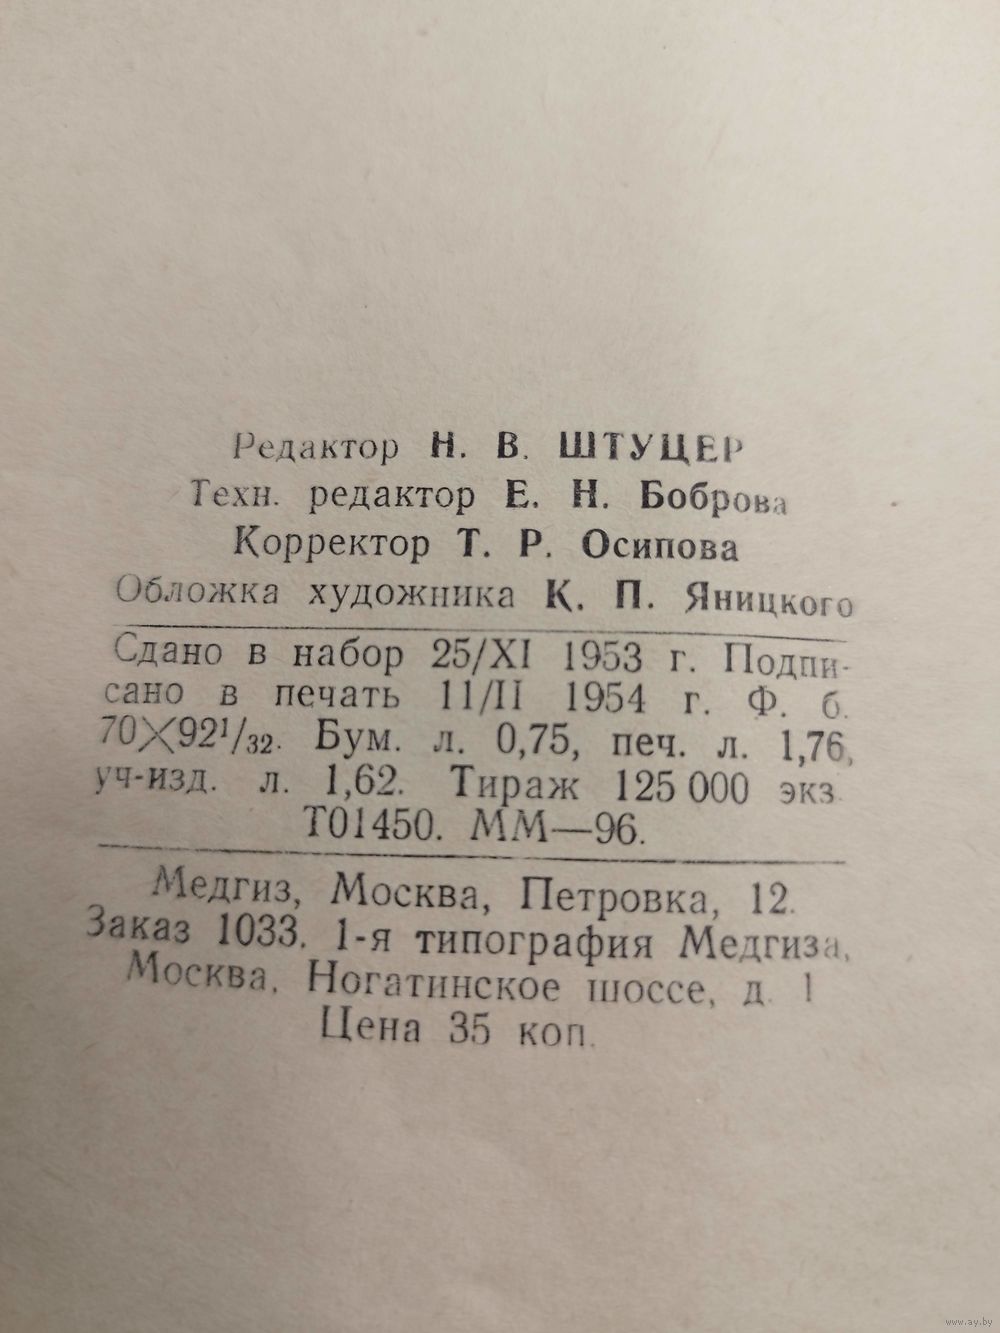 Редактор Н. В. ШТУЦЕР
Техн. редактор Е. Н. Боброва
Корректор Т. Р. Осипова
Обложка художника К. П. Яницкого
Сдано в набор 25/XI 1953 г. Подпи-
сано в печать 11/II 1954 г. Ф. б.
70×92¹/₃₂. Бум. л. 0,75, печ. л. 1,76,
уч-изд. л. 1,62. Тираж 125 000 экз.
Т01450. ММ—96.
Медгиз, Москва, Петровка, 12.
Заказ 1033. 1-я типография Медгиза,
Москва, Ногатинское шоссе, д. 1
Цена 35 коп.
www.ay.by